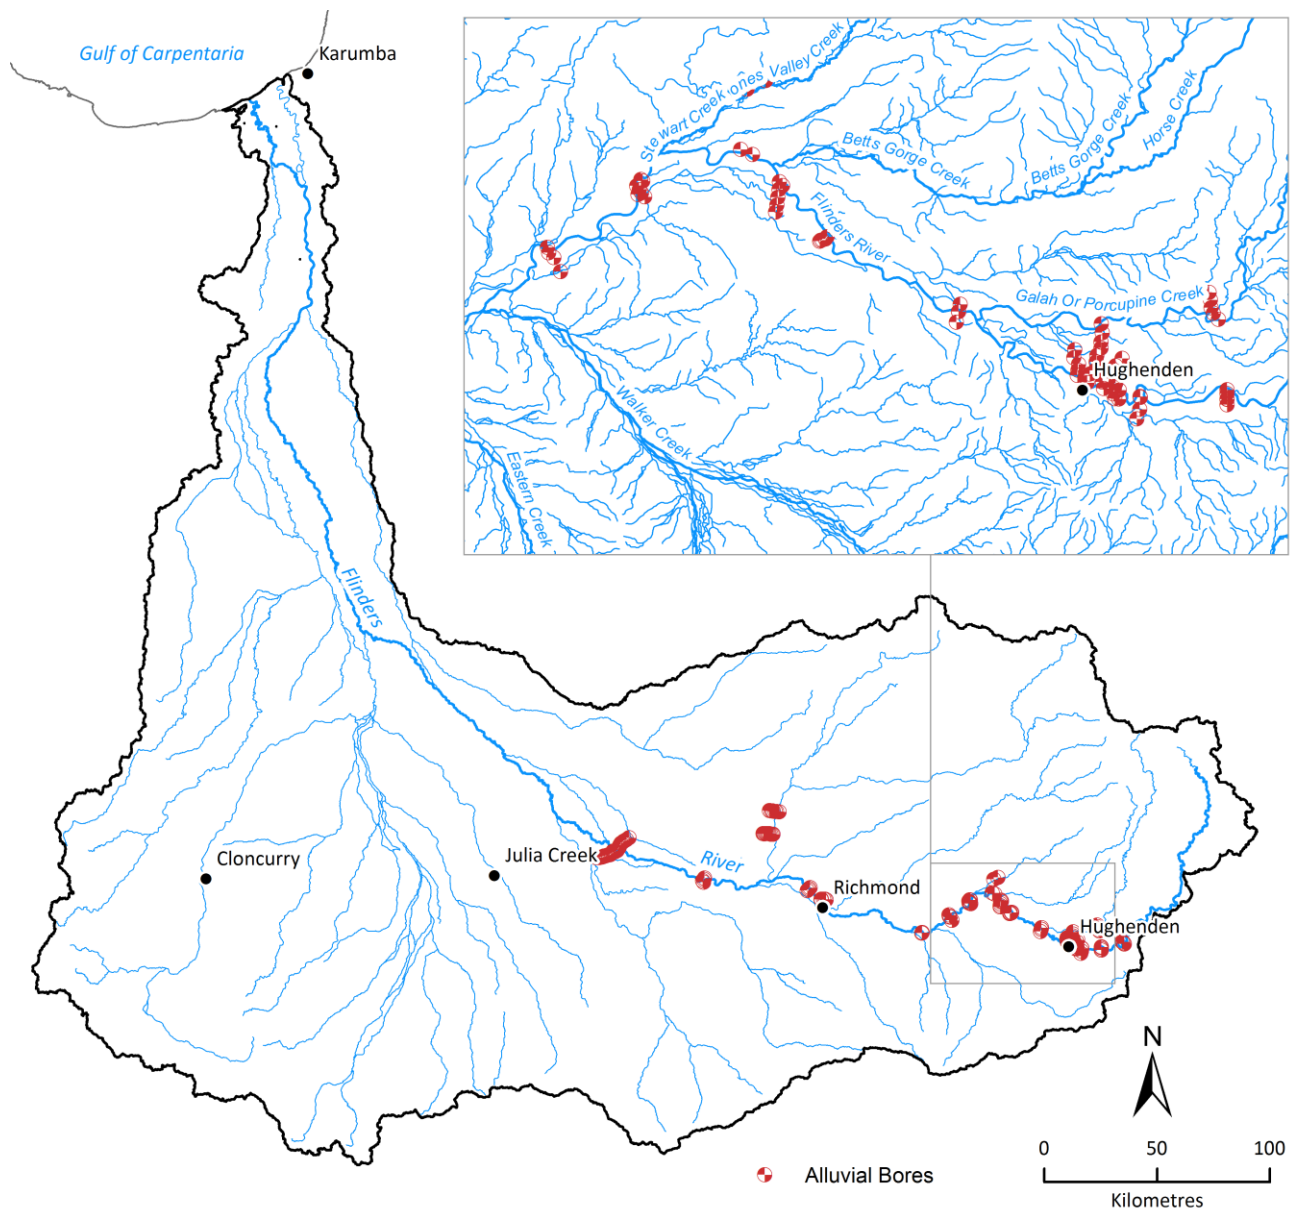 Gulf of Carpentaria
Karumba
Stewart Creek
ones Valley Creek
Betts Gorge Creek
Betts Gorge Creek
Horse Creek
Flinders River
Galah Or Porcupine Creek
Hughenden
Walker Creek
Eastern Creek
Flinders
River
Cloncurry
Julia Creek
Richmond
Hughenden
N
0 50 100
Kilometres
Alluvial Bores